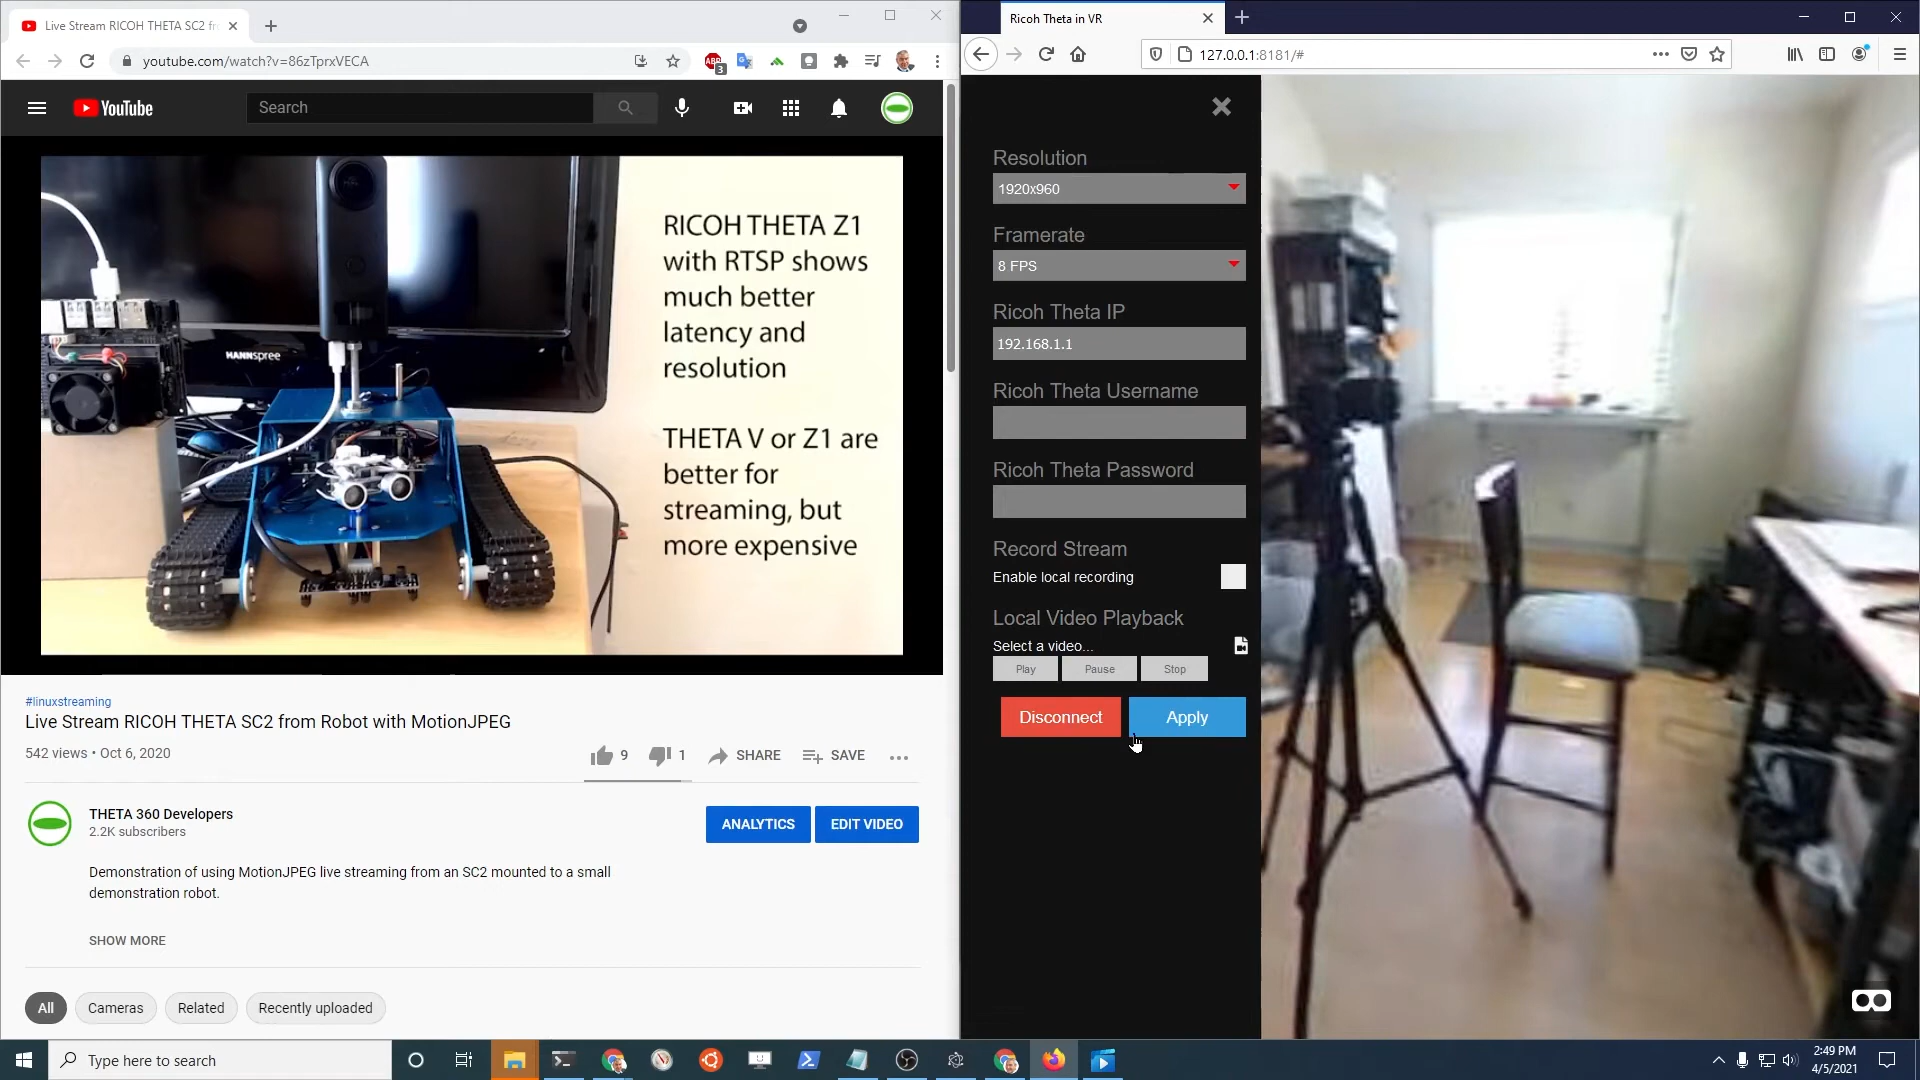 Live Stream RICOH THETA SC2 fr
youtube.com/watch?v=86zTprxVECA
ABP
3
YouTube
Search
HANNspree
RICOH THETA Z1
with RTSP shows
much better
latency and
resolution
THETA V or Z1 are
better for
streaming, but
more expensive
#linuxstreaming
Live Stream RICOH THETA SC2 from Robot with MotionJPEG
542 views • Oct 6, 2020
9
1
SHARE
SAVE
THETA 360 Developers
2.2K subscribers
ANALYTICS
EDIT VIDEO
Demonstration of using MotionJPEG live streaming from an SC2 mounted to a small
demonstration robot.
SHOW MORE
All
Cameras
Related
Recently uploaded
Ricoh Theta in VR
127.0.0.1:8181/#
Resolution
1920x960
Framerate
8 FPS
Ricoh Theta IP
192.168.1.1
Ricoh Theta Username
Ricoh Theta Password
Record Stream
Enable local recording
Local Video Playback
Select a video...
Play
Pause
Stop
Disconnect
Apply
Type here to search
2:49 PM
4/5/2021